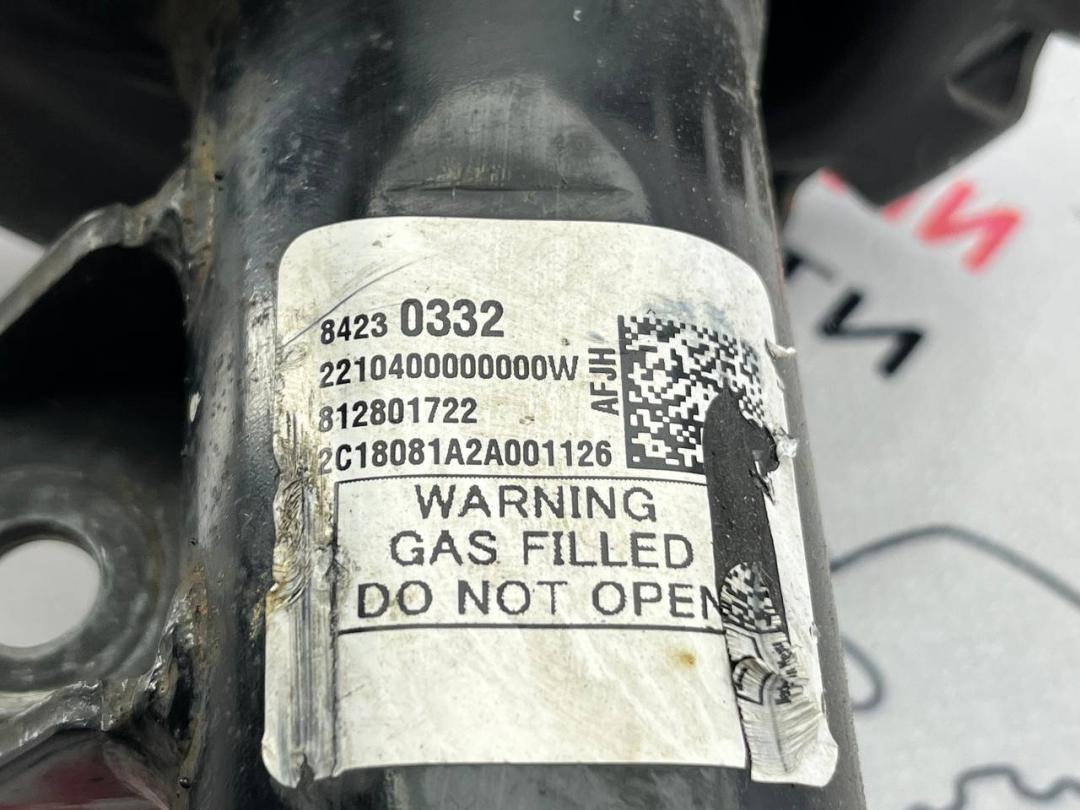 8423 0332
2210400000000W
AFJH
812801722
2C18081A2A001126
WARNING
GAS FILLED
DO NOT OPEN